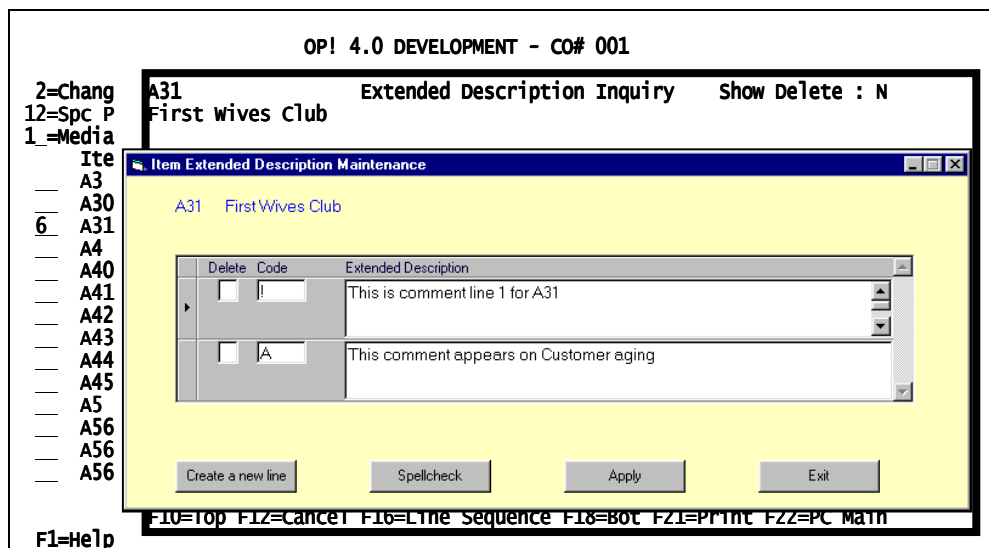 OP! 4.0 DEVELOPMENT - CO# 001
2=Chang A31 Extended Description Inquiry Show Delete : N
12=Spc P First Wives Club
1_=Media
Ite
A3
A30
6 A31
A4
A40
A41
A42
A43
A44
A45
A5
A56
A56
A56
Item Extended Description Maintenance
A31 First Wives Club
Delete Code Extended Description
! This is comment line 1 for A31
A This comment appears on Customer aging
Create a new line Spellcheck Apply Exit
F10=Top F12=Cancel F16=Line Sequence F18=Bot F21=Print F22=PC Main
F1=Help